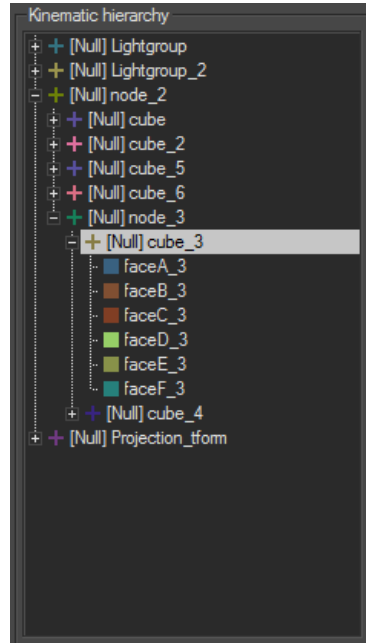 Kinematic hierarchy
[Null] Lightgroup
[Null] Lightgroup_2
[Null] node_2
[Null] cube
[Null] cube_2
[Null] cube_5
[Null] cube_6
[Null] node_3
[Null] cube_3
faceA_3
faceB_3
faceC_3
faceD_3
faceE_3
faceF_3
[Null] cube_4
[Null] Projection_tform